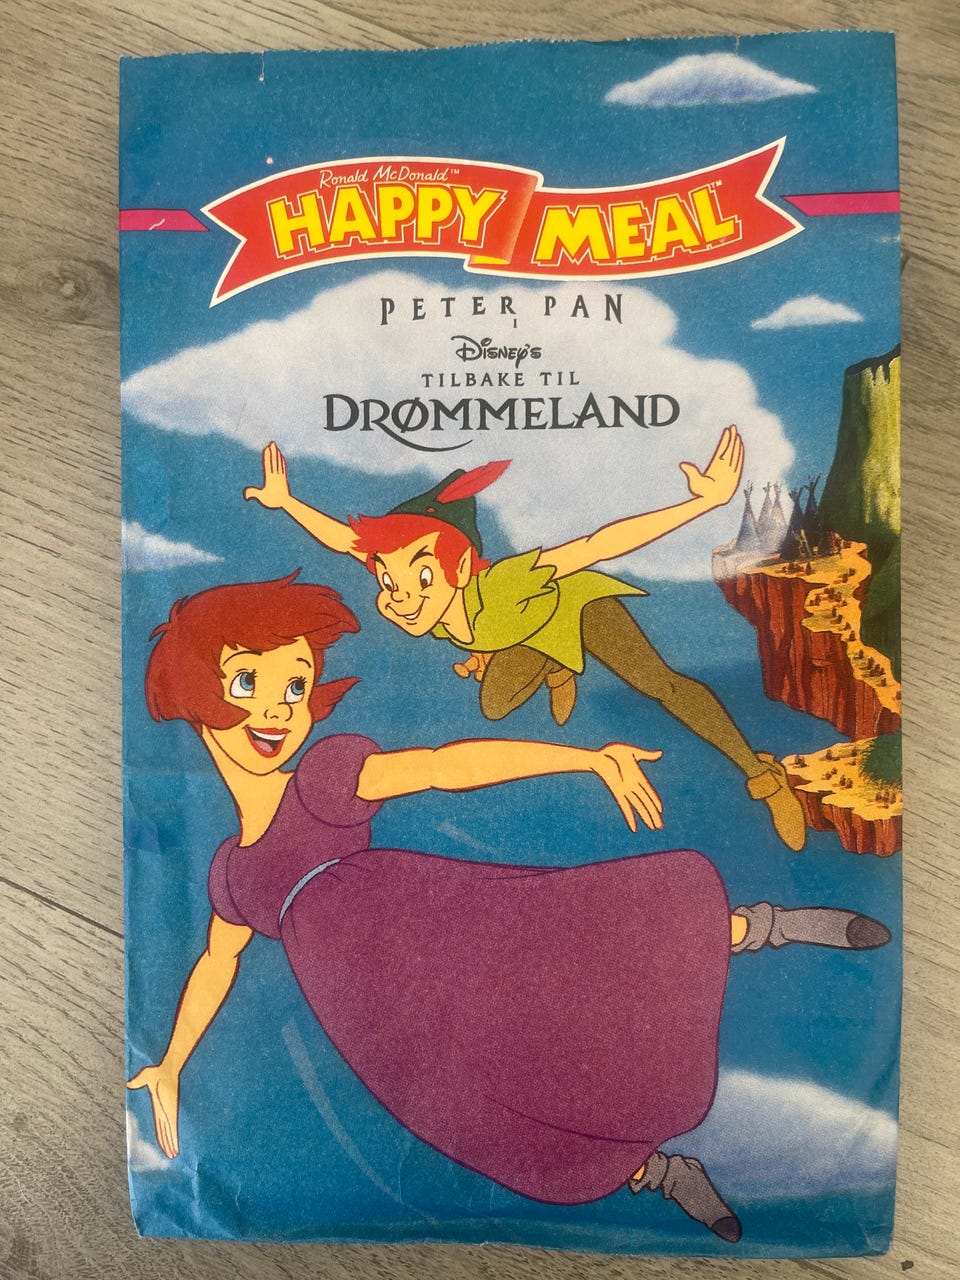 Ronald McDonald™
HAPPY MEAL™
PETER PAN
I
Disney's
TILBAKE TIL
DRØMMELAND